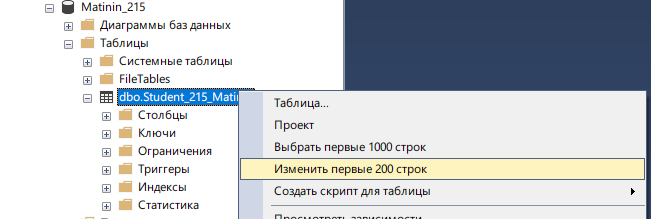 Matinin_215
Диаграммы баз данных
Таблицы
Системные таблицы
FileTables
dbo.Student_215_Mati
Столбцы
Ключи
Ограничения
Триггеры
Индексы
Статистика
Таблица...
Проект
Выбрать первые 1000 строк
Изменить первые 200 строк
Создать скрипт для таблицы
Просмотреть зависимости